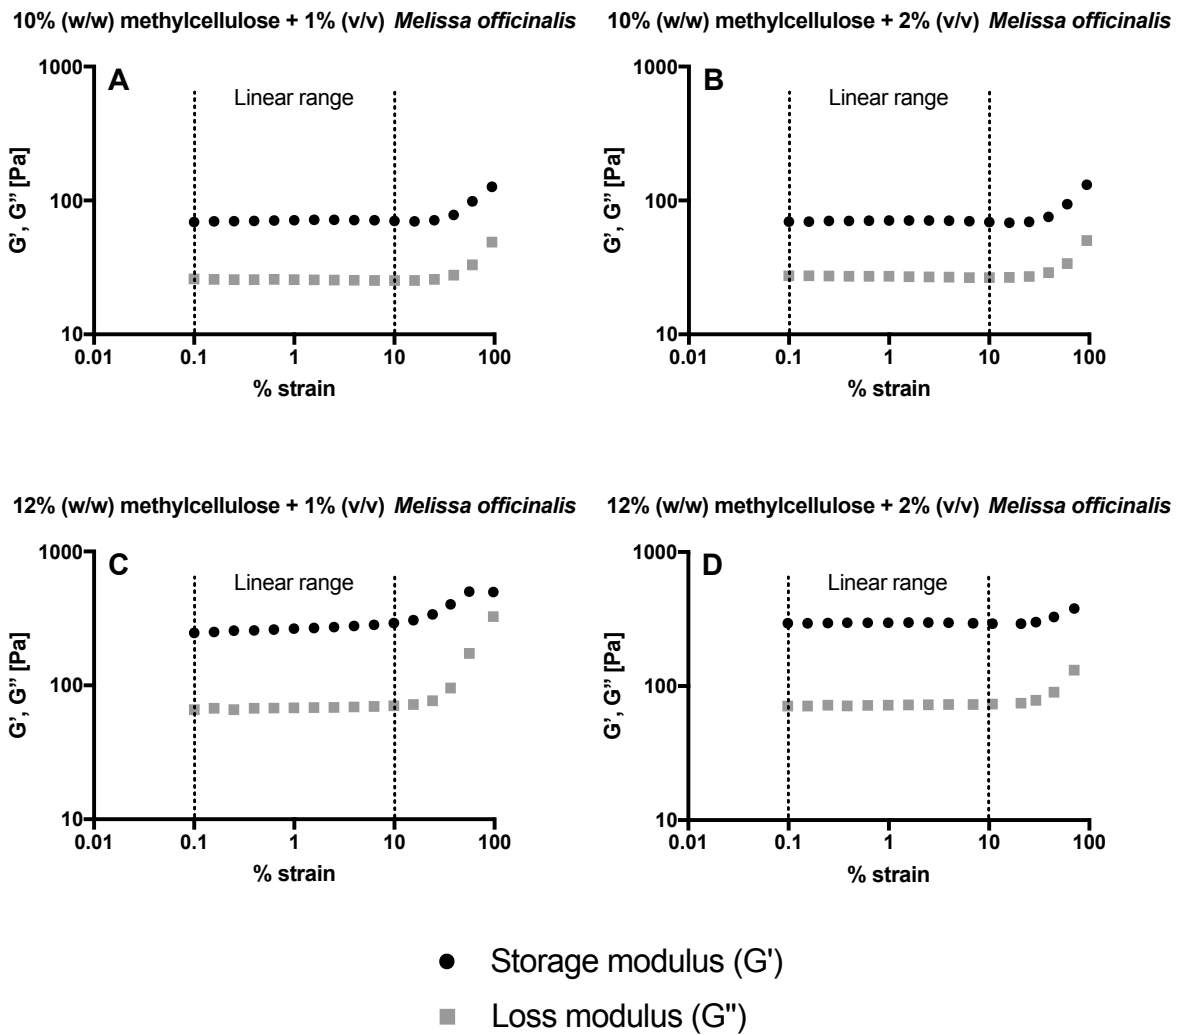 10% (w/w) methylcellulose + 1% (v/v) Melissa officinalis
A
Linear range
1000
100
10
G’, G” [Pa]
0.01 0.1 1 10 100
% strain
10% (w/w) methylcellulose + 2% (v/v) Melissa officinalis
B
Linear range
1000
100
10
G’, G” [Pa]
0.01 0.1 1 10 100
% strain
12% (w/w) methylcellulose + 1% (v/v) Melissa officinalis
C
Linear range
1000
100
10
G’, G” [Pa]
0.01 0.1 1 10 100
% strain
12% (w/w) methylcellulose + 2% (v/v) Melissa officinalis
D
Linear range
1000
100
10
G’, G” [Pa]
0.01 0.1 1 10 100
% strain
Storage modulus (G')
Loss modulus (G'')